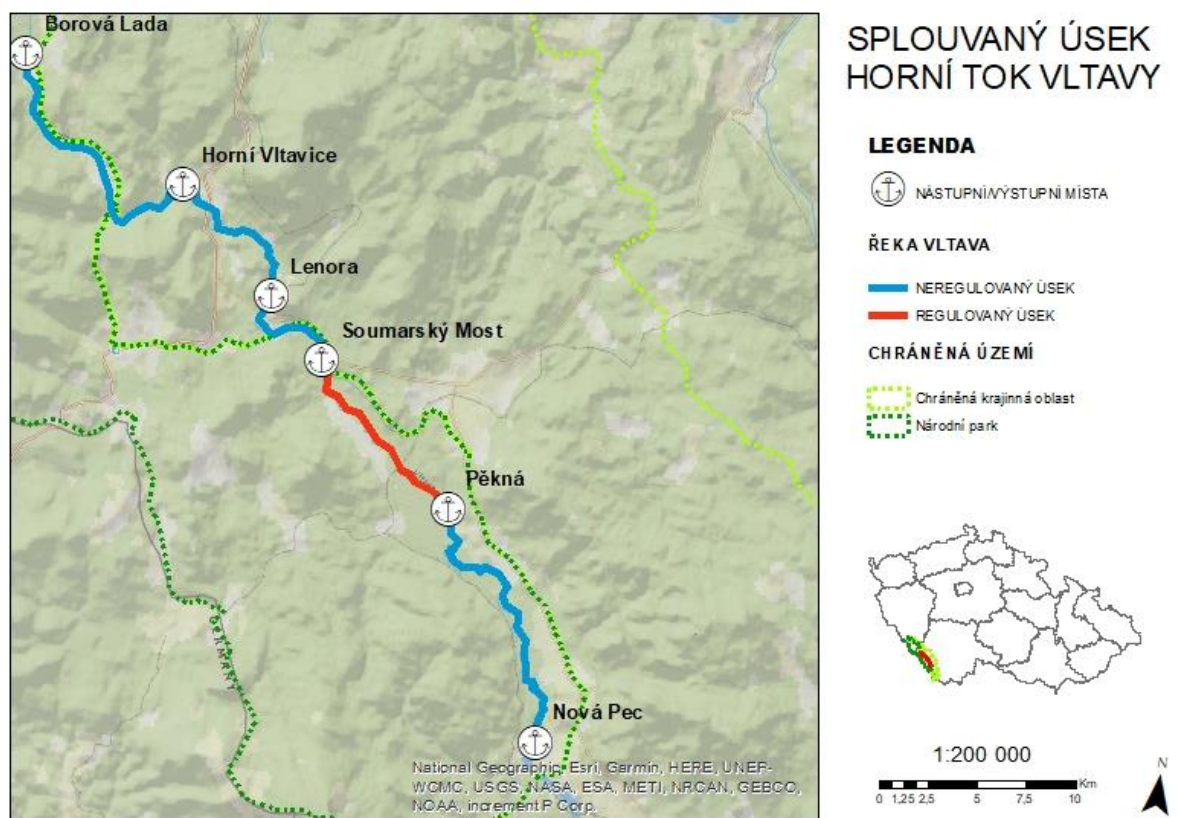 Borová Lada
Horní Vltavice
Lenora
Soumarský Most
Pěkná
Nová Pec
GERMANY
National Geographic, Esri, Garmin, HERE, UNEP-
WCMC, USGS, NASA, ESA, METI, NRCAN, GEBCO,
NOAA, increment P Corp.
SPLOUVANÝ ÚSEK
HORNÍ TOK VLTAVY
LEGENDA
NÁSTUPNÍ/VÝSTUPNÍ MÍSTA
ŘEKA VLTAVA
NEREGULOVANÝ ÚSEK
REGULOVANÝ ÚSEK
CHRÁNĚNÁ ÚZEMÍ
Chráněná krajinná oblast
Národní park
1:200 000
0 1,25 2,5 5 7,5 10 Km
N